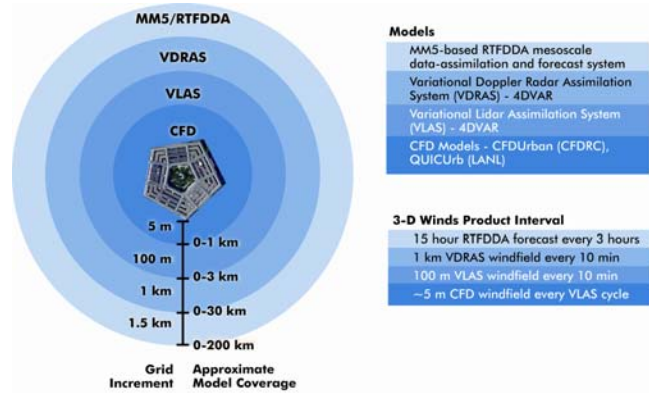 MM5/RTFDDA
VDRAS
VLAS
CFD
5 m
0-1 km
100 m
0-3 km
1 km
0-30 km
1.5 km
0-200 km
Grid Increment
Approximate Model Coverage
Models
MM5-based RTFDDA mesoscale
data-assimilation and forecast system
Variational Doppler Radar Assimilation
System (VDRAS) - 4DVAR
Variational Lidar Assimilation System
(VLAS) - 4DVAR
CFD Models - CFDUrban (CFDRC),
QUICUrb (LANL)
3-D Winds Product Interval
15 hour RTFDDA forecast every 3 hours
1 km VDRAS windfield every 10 min
100 m VLAS windfield every 10 min
~5 m CFD windfield every VLAS cycle